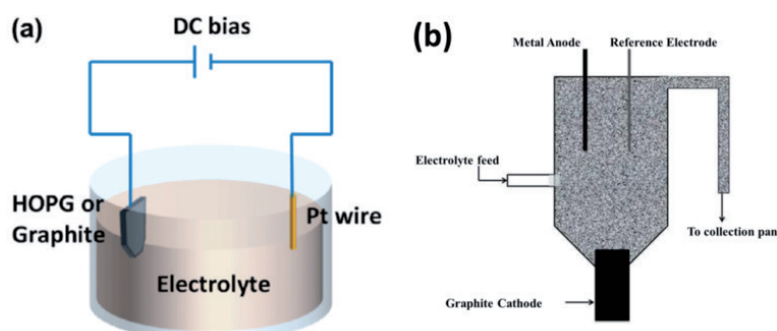 (a)
DC bias
HOPG or
Graphite
Pt wire
Electrolyte
(b)
Metal Anode
Reference Electrode
Electrolyte feed
To collection pan
Graphite Cathode